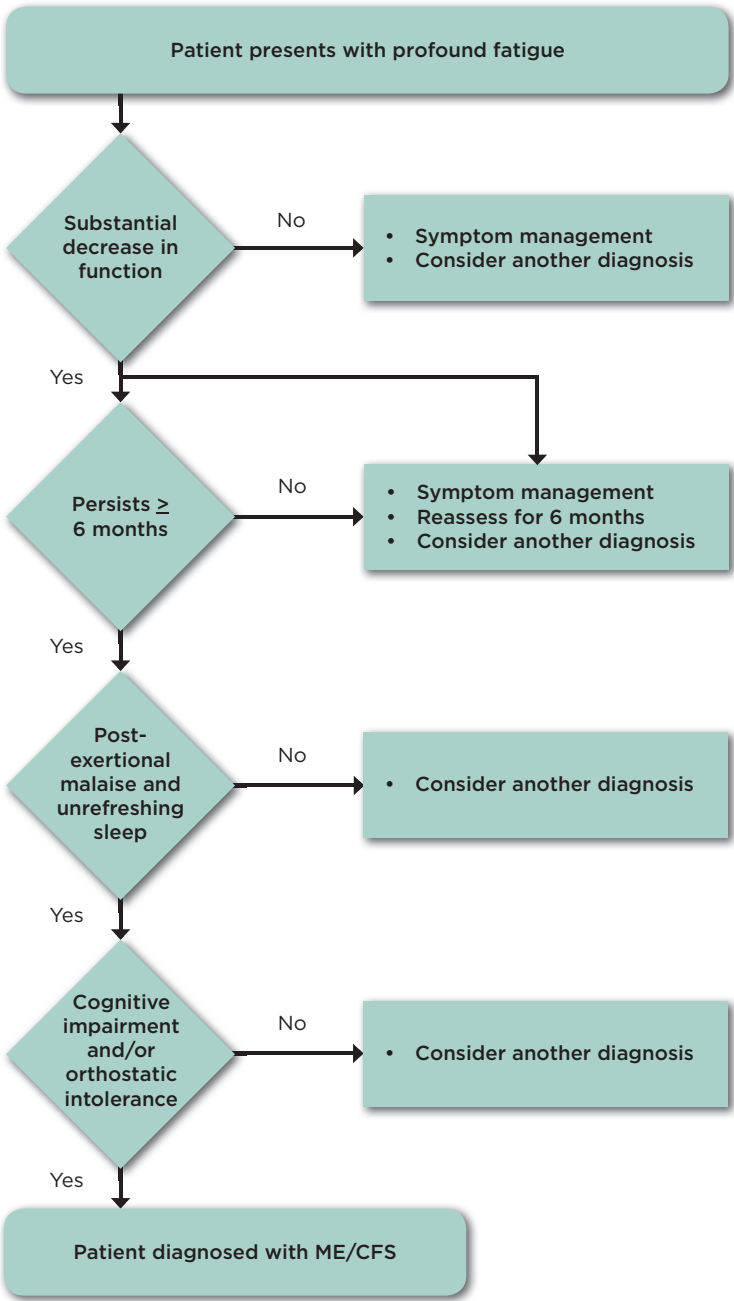 Patient presents with profound fatigue
Substantial
decrease in
function
No
• Symptom management
• Consider another diagnosis
Yes
Persists ≥
6 months
No
• Symptom management
• Reassess for 6 months
• Consider another diagnosis
Yes
Post-
exertional
malaise and
unrefreshing
sleep
No
• Consider another diagnosis
Yes
Cognitive
impairment
and/or
orthostatic
intolerance
No
• Consider another diagnosis
Yes
Patient diagnosed with ME/CFS